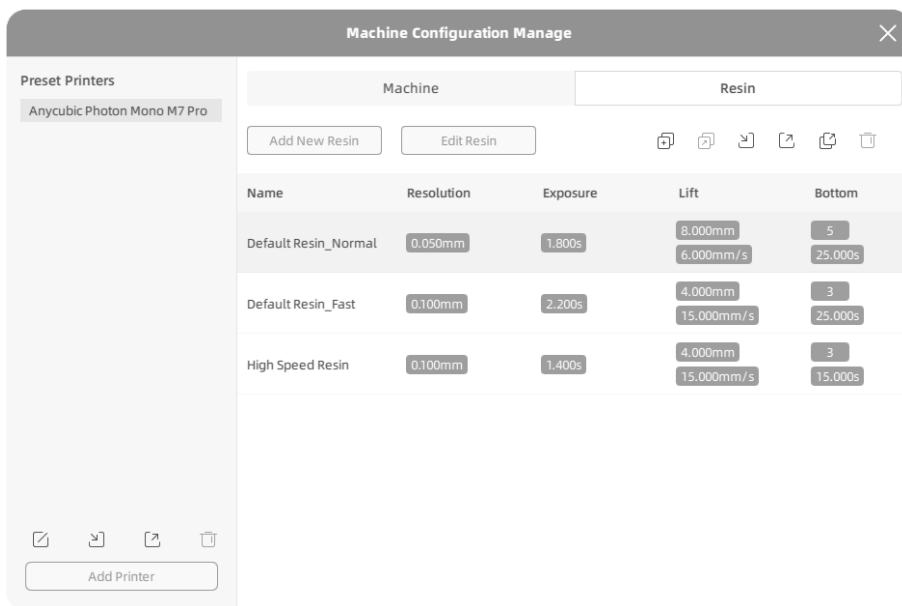 Machine Configuration Manage
Preset Printers
Anycubic Photon Mono M7 Pro
Machine
Resin
Add New Resin
Edit Resin
Name Resolution Exposure Lift Bottom
Default Resin_Normal 0.050mm 1.800s 8.000mm 5
6.000mm/s 25.000s
Default Resin_Fast 0.100mm 2.200s 4.000mm 3
15.000mm/s 25.000s
High Speed Resin 0.100mm 1.400s 4.000mm 3
15.000mm/s 15.000s
Add Printer